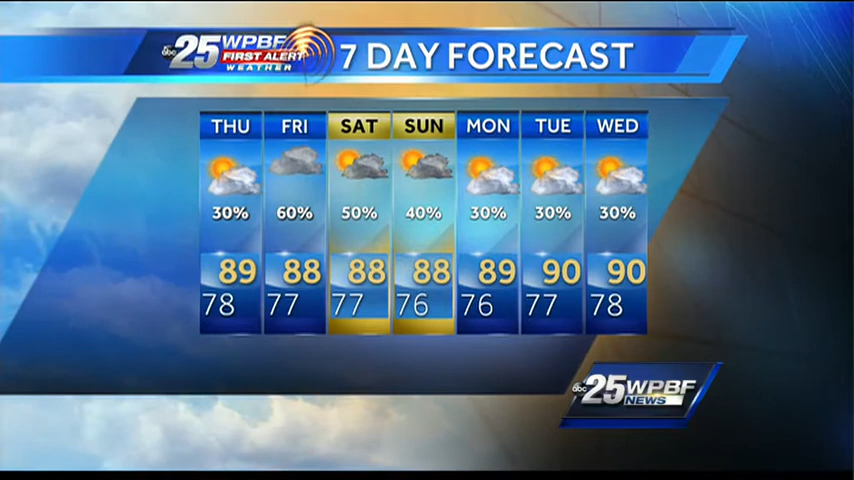 abc 25 WPBF
FIRST ALERT
WEATHER
7 DAY FORECAST
THU FRI SAT SUN MON TUE WED
30% 60% 50% 40% 30% 30% 30%
89 88 88 88 89 90 90
78 77 77 76 76 77 78
abc 25 WPBF
NEWS